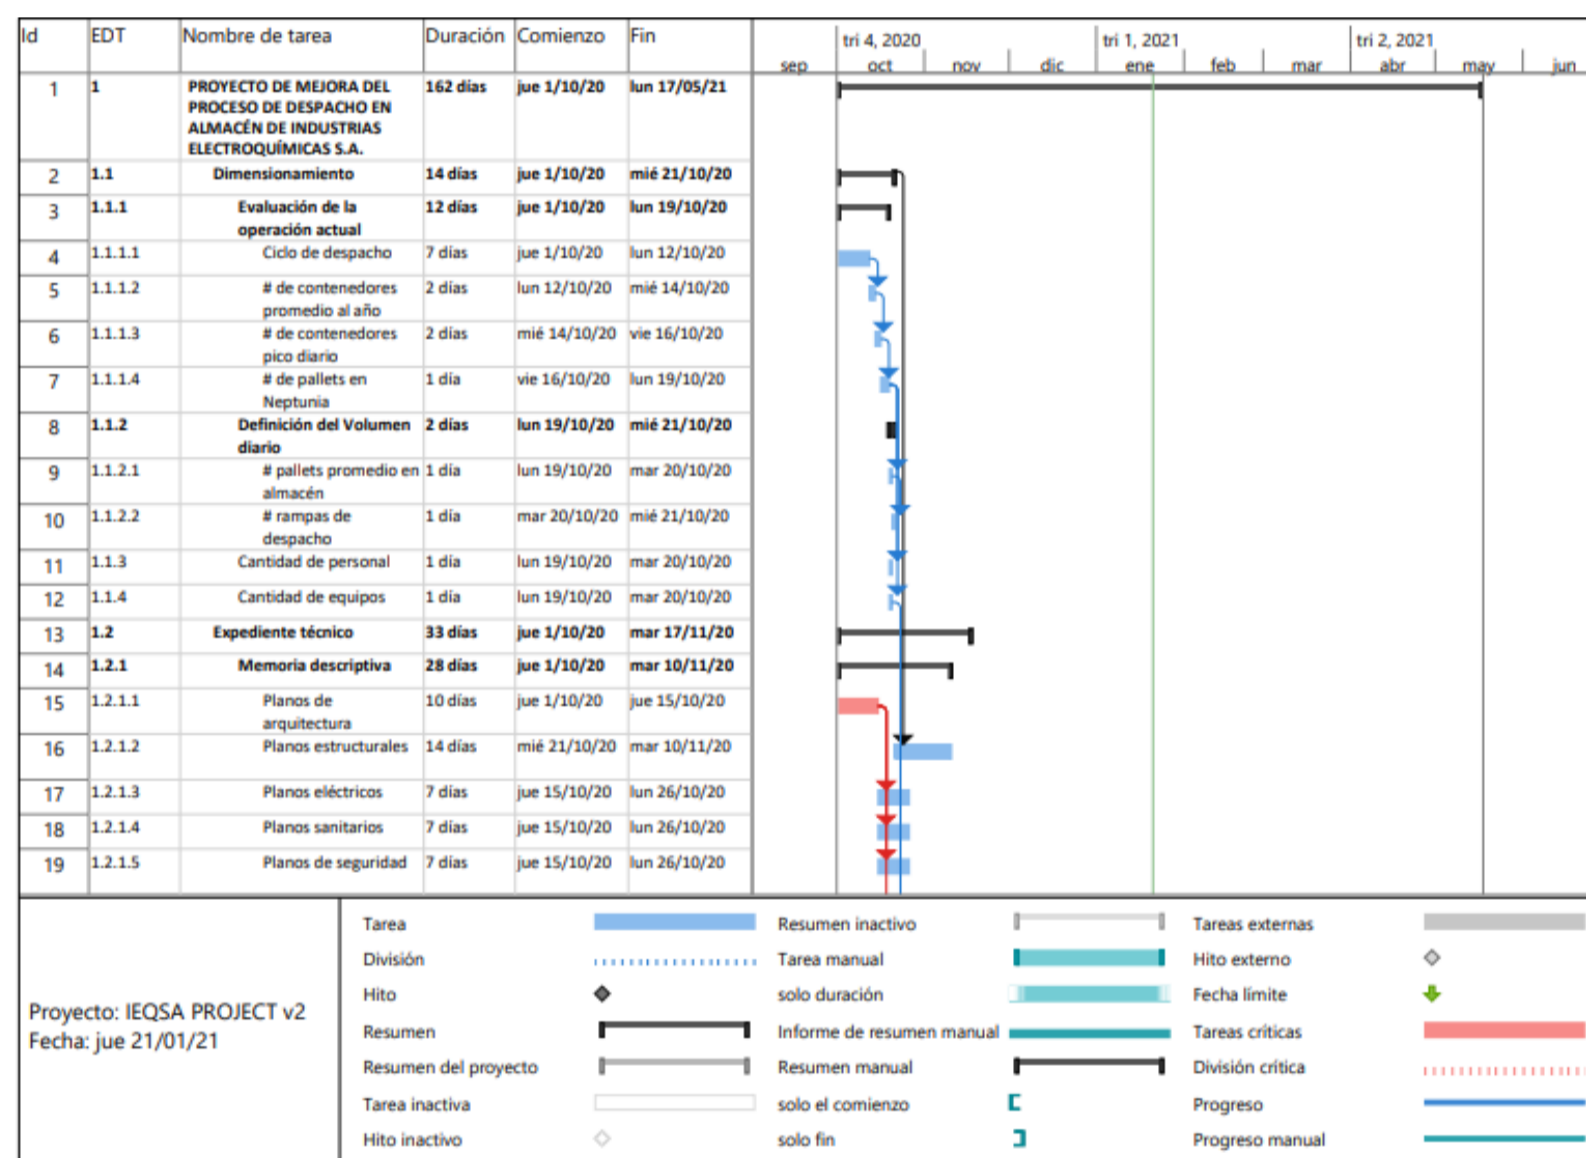 Id EDT Nombre de tarea Duración Comienzo Fin
tri 4, 2020 tri 1, 2021 tri 2, 2021
sep oct nov dic ene feb mar abr may jun
1 1 PROYECTO DE MEJORA DEL 162 días jue 1/10/20 lun 17/05/21
PROCESO DE DESPACHO EN
ALMACÉN DE INDUSTRIAS
ELECTROQUÍMICAS S.A.
2 1.1 Dimensionamiento 14 días jue 1/10/20 mié 21/10/20
3 1.1.1 Evaluación de la 12 días jue 1/10/20 lun 19/10/20
operación actual
4 1.1.1.1 Ciclo de despacho 7 días jue 1/10/20 lun 12/10/20
5 1.1.1.2 # de contenedores 2 días lun 12/10/20 mié 14/10/20
promedio al año
6 1.1.1.3 # de contenedores 2 días mié 14/10/20 vie 16/10/20
pico diario
7 1.1.1.4 # de pallets en 1 día vie 16/10/20 lun 19/10/20
Neptunia
8 1.1.2 Definición del Volumen 2 días lun 19/10/20 mié 21/10/20
diario
9 1.1.2.1 # pallets promedio en 1 día lun 19/10/20 mar 20/10/20
almacén
10 1.1.2.2 # rampas de 1 día mar 20/10/20 mié 21/10/20
despacho
11 1.1.3 Cantidad de personal 1 día lun 19/10/20 mar 20/10/20
12 1.1.4 Cantidad de equipos 1 día lun 19/10/20 mar 20/10/20
13 1.2 Expediente técnico 33 días jue 1/10/20 mar 17/11/20
14 1.2.1 Memoria descriptiva 28 días jue 1/10/20 mar 10/11/20
15 1.2.1.1 Planos de 10 días jue 1/10/20 jue 15/10/20
arquitectura
16 1.2.1.2 Planos estructurales 14 días mié 21/10/20 mar 10/11/20
17 1.2.1.3 Planos eléctricos 7 días jue 15/10/20 lun 26/10/20
18 1.2.1.4 Planos sanitarios 7 días jue 15/10/20 lun 26/10/20
19 1.2.1.5 Planos de seguridad 7 días jue 15/10/20 lun 26/10/20
Proyecto: IEQSA PROJECT v2
Fecha: jue 21/01/21
Tarea Resumen inactivo Tareas externas
División Tarea manual Hito externo
Hito solo duración Fecha límite
Resumen Informe de resumen manual Tareas críticas
Resumen del proyecto Resumen manual División crítica
Tarea inactiva solo el comienzo Progreso
Hito inactivo solo fin Progreso manual